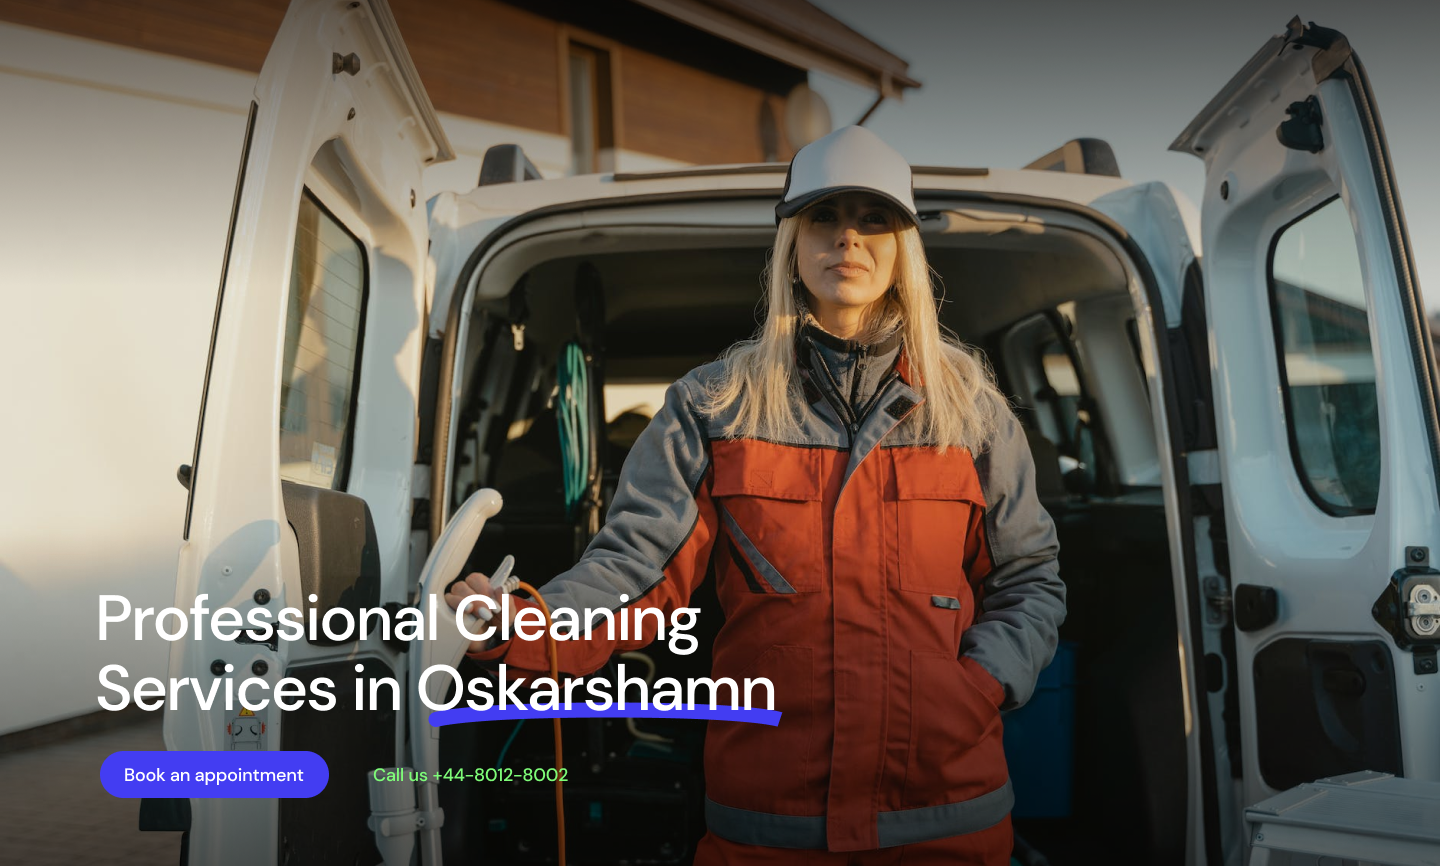 Professional Cleaning
Services in Oskarshamn
Book an appointment
Call us +44-8012-8002